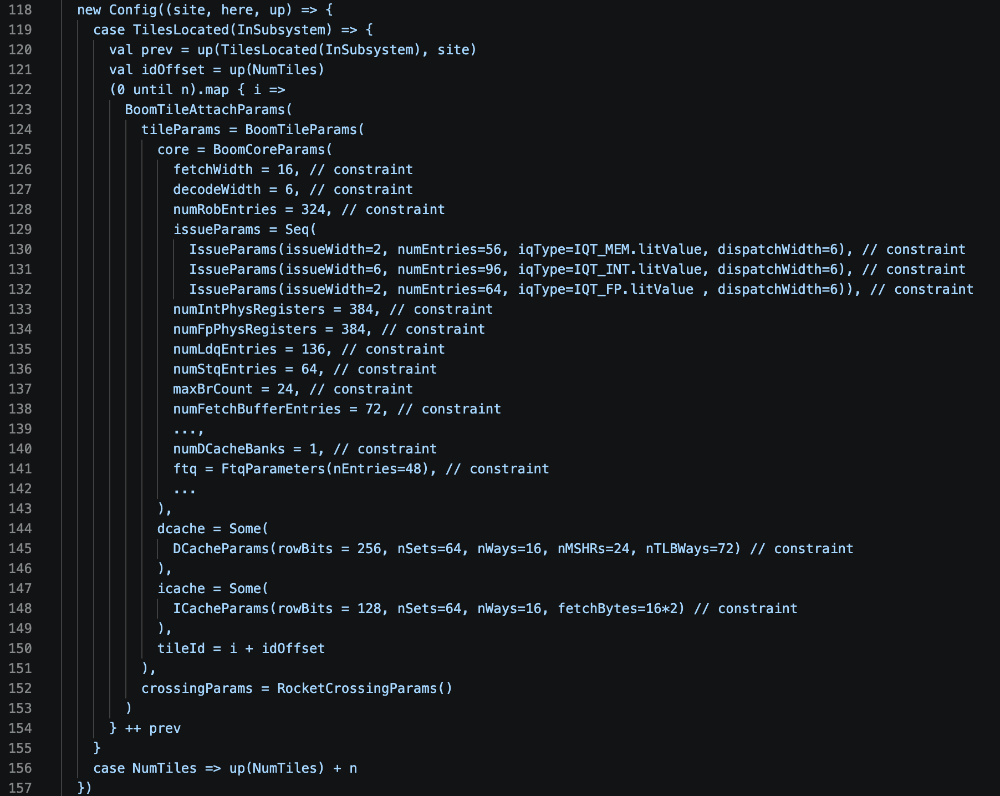 118 new Config((site, here, up) => {
119 case TilesLocated(InSubsystem) => {
120 val prev = up(TilesLocated(InSubsystem), site)
121 val idOffset = up(NumTiles)
122 (0 until n).map { i =>
123 BoomTileAttachParams(
124 tileParams = BoomTileParams(
125 core = BoomCoreParams(
126 fetchWidth = 16, // constraint
127 decodeWidth = 6, // constraint
128 numRobEntries = 324, // constraint
129 issueParams = Seq(
130 IssueParams(issueWidth=2, numEntries=56, iqType=IQT_MEM.litValue, dispatchWidth=6), // constraint
131 IssueParams(issueWidth=6, numEntries=96, iqType=IQT_INT.litValue, dispatchWidth=6), // constraint
132 IssueParams(issueWidth=2, numEntries=64, iqType=IQT_FP.litValue , dispatchWidth=6)), // constraint
133 numIntPhysRegisters = 384, // constraint
134 numFpPhysRegisters = 384, // constraint
135 numLdqEntries = 136, // constraint
136 numStqEntries = 64, // constraint
137 maxBrCount = 24, // constraint
138 numFetchBufferEntries = 72, // constraint
139 ...,
140 numDCacheBanks = 1, // constraint
141 ftq = FtqParameters(nEntries=48), // constraint
142 ...
143 ),
144 dcache = Some(
145 DCacheParams(rowBits = 256, nSets=64, nWays=16, nMSHRs=24, nTLBWays=72) // constraint
146 ),
147 icache = Some(
148 ICacheParams(rowBits = 128, nSets=64, nWays=16, fetchBytes=16*2) // constraint
149 ),
150 tileId = i + idOffset
151 ),
152 crossingParams = RocketCrossingParams()
153 )
154 } ++ prev
155 }
156 case NumTiles => up(NumTiles) + n
157 })